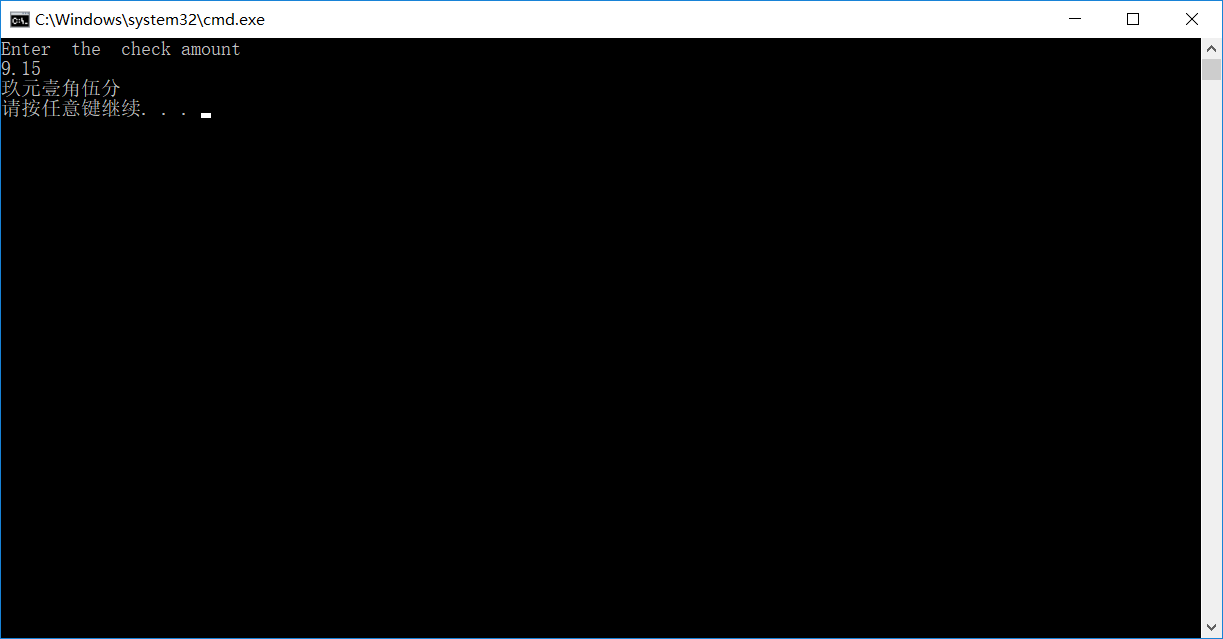 C:\Windows\system32\cmd.exe
Enter  the  check amount
9.15
玖元壹角伍分
请按任意键继续. . .